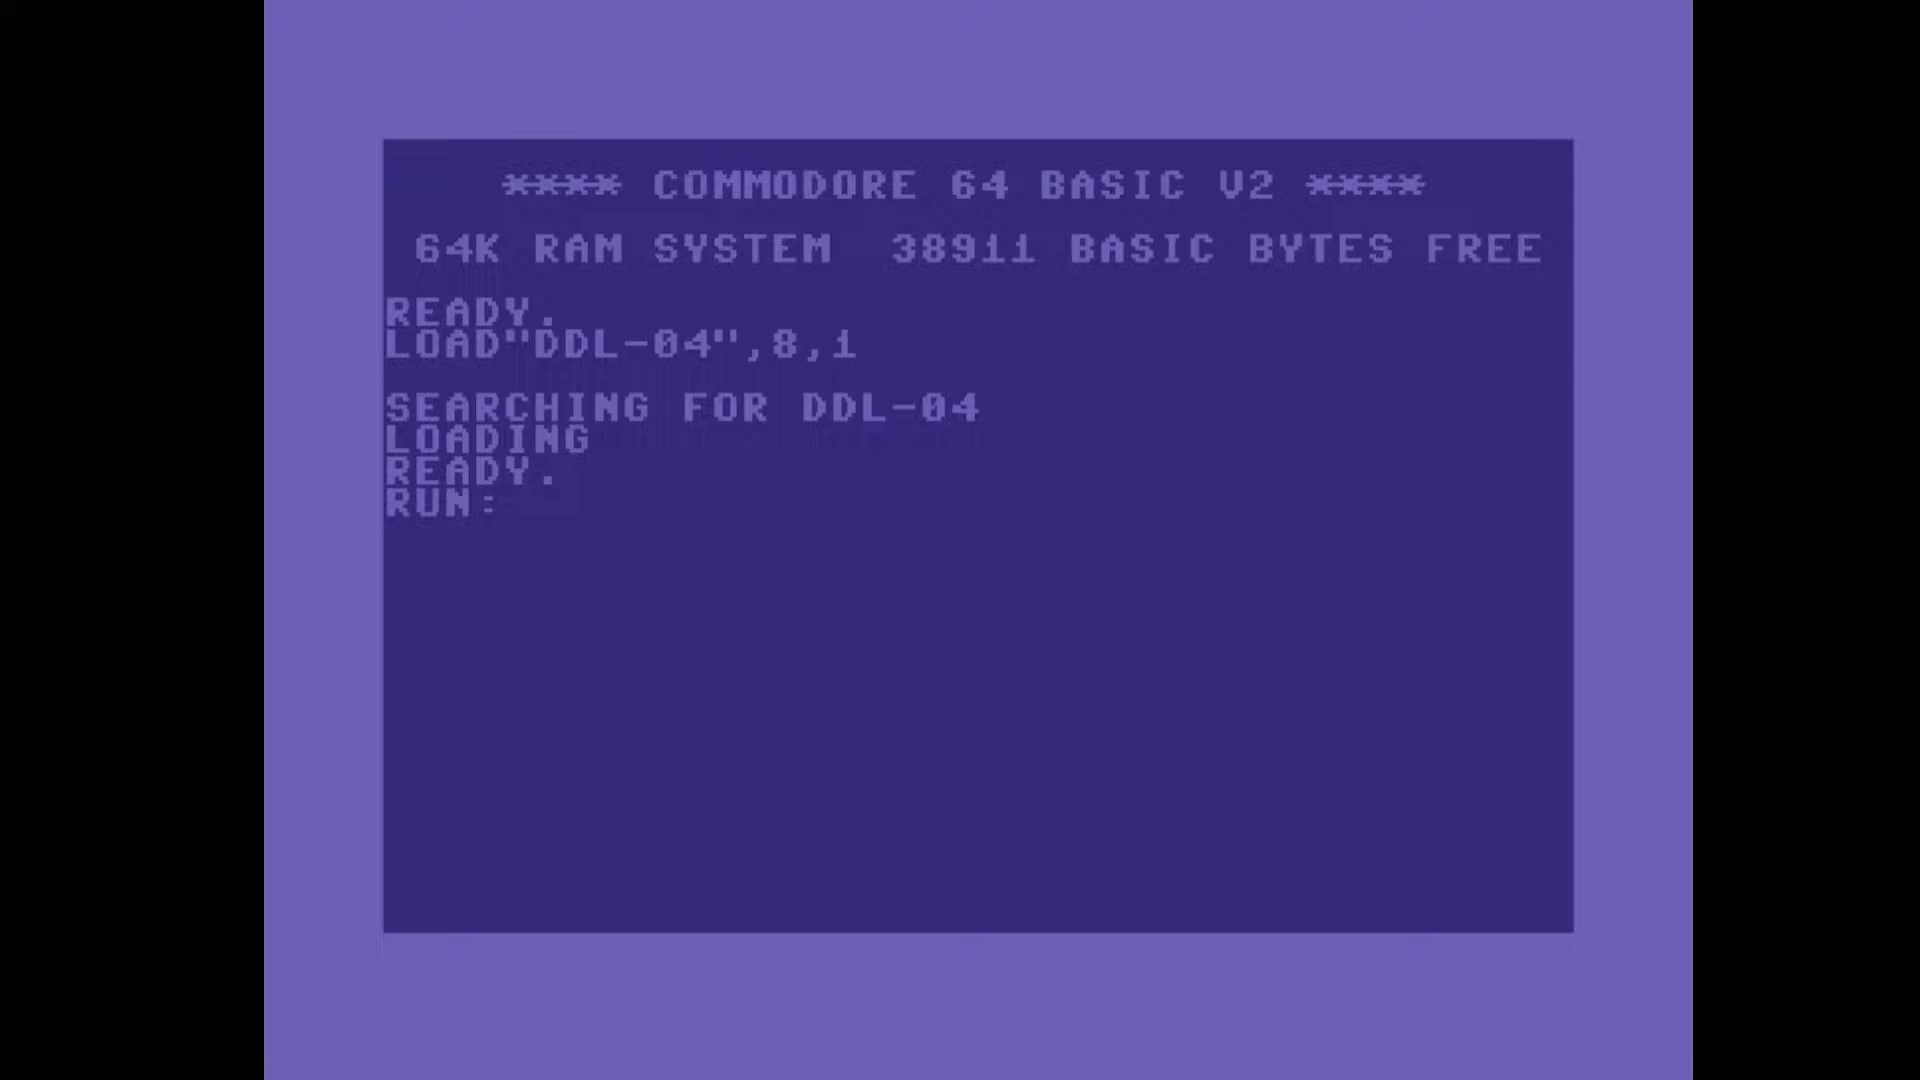 **** COMMODORE 64 BASIC V2 ****
64K RAM SYSTEM  38911 BASIC BYTES FREE
READY.
LOAD"DDL-04",8,1
SEARCHING FOR DDL-04
LOADING
READY.
RUN: